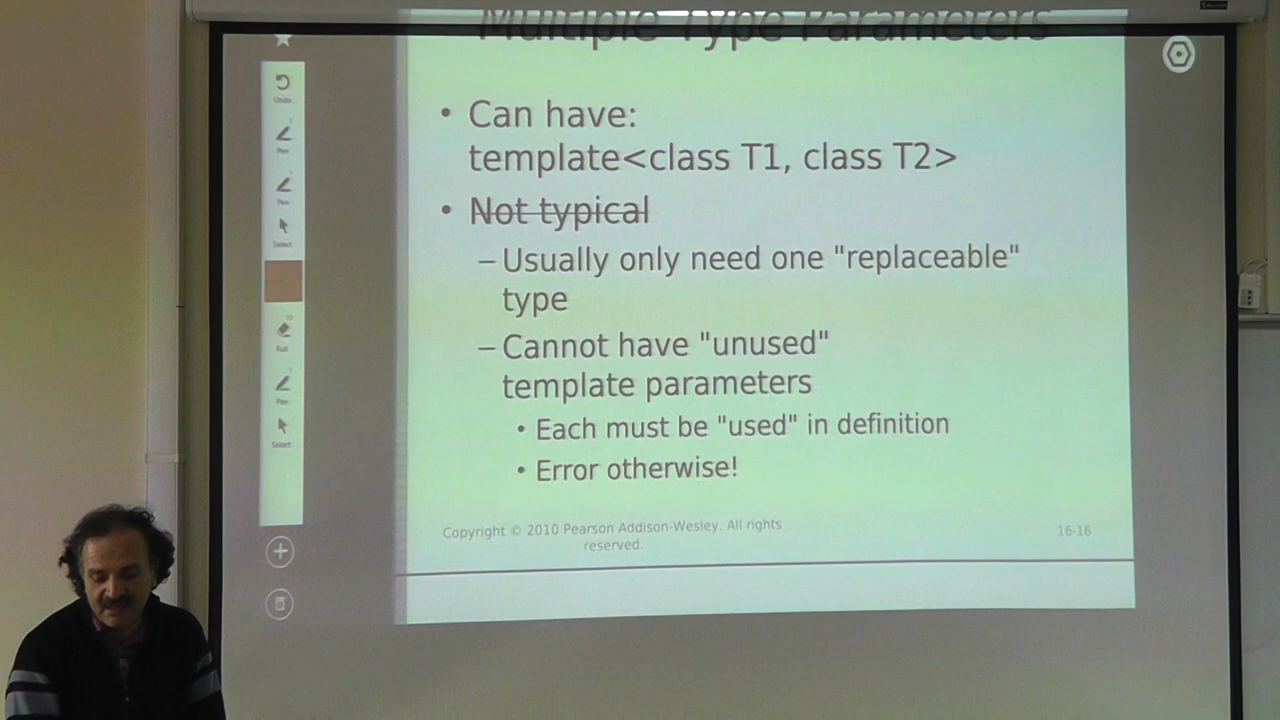 Multiple Type Parameters
• Can have:
template<class T1, class T2>
• Not typical
– Usually only need one "replaceable"
type
– Cannot have "unused"
template parameters
• Each must be "used" in definition
• Error otherwise!
Copyright © 2010 Pearson Addison-Wesley. All rights
reserved.
16-16
Undo
Pen
Pen
Select
Full
Pen
Select